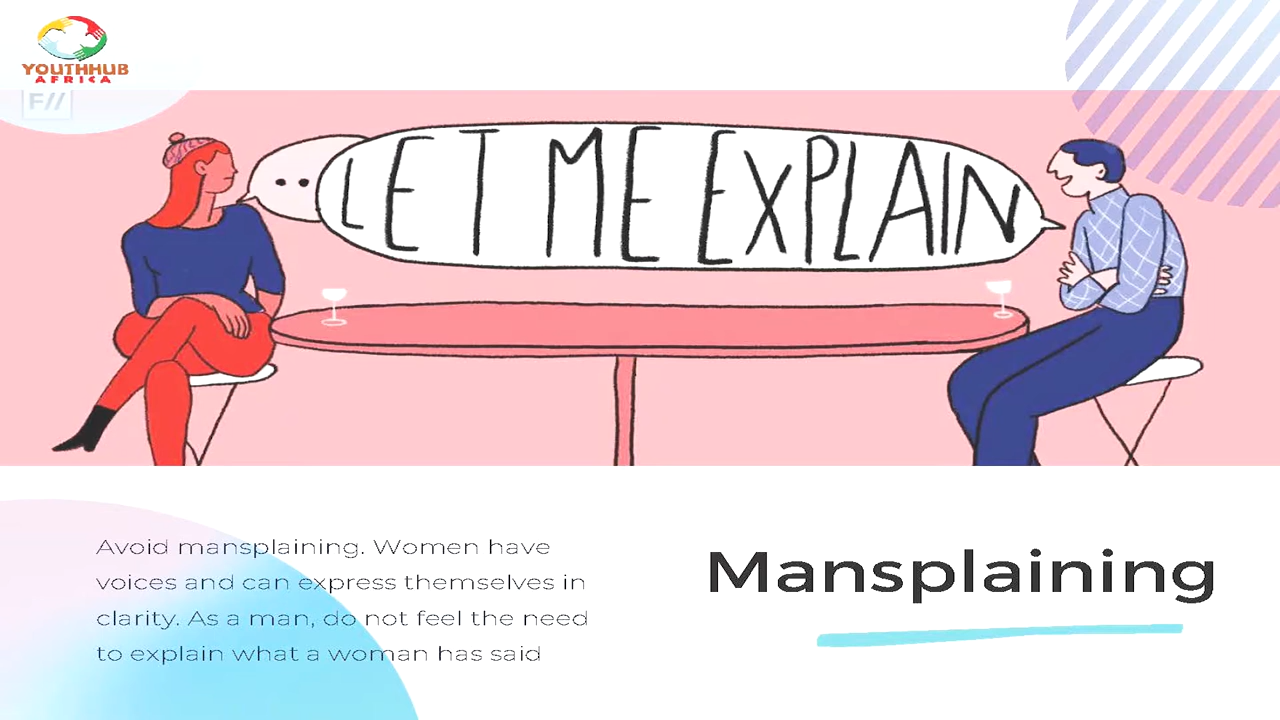 YOUTHHUB
AFRICA
F//
LET ME EXPLAIN
Avoid mansplaining. Women have
voices and can express themselves in
clarity. As a man, do not feel the need
to explain what a woman has said
Mansplaining